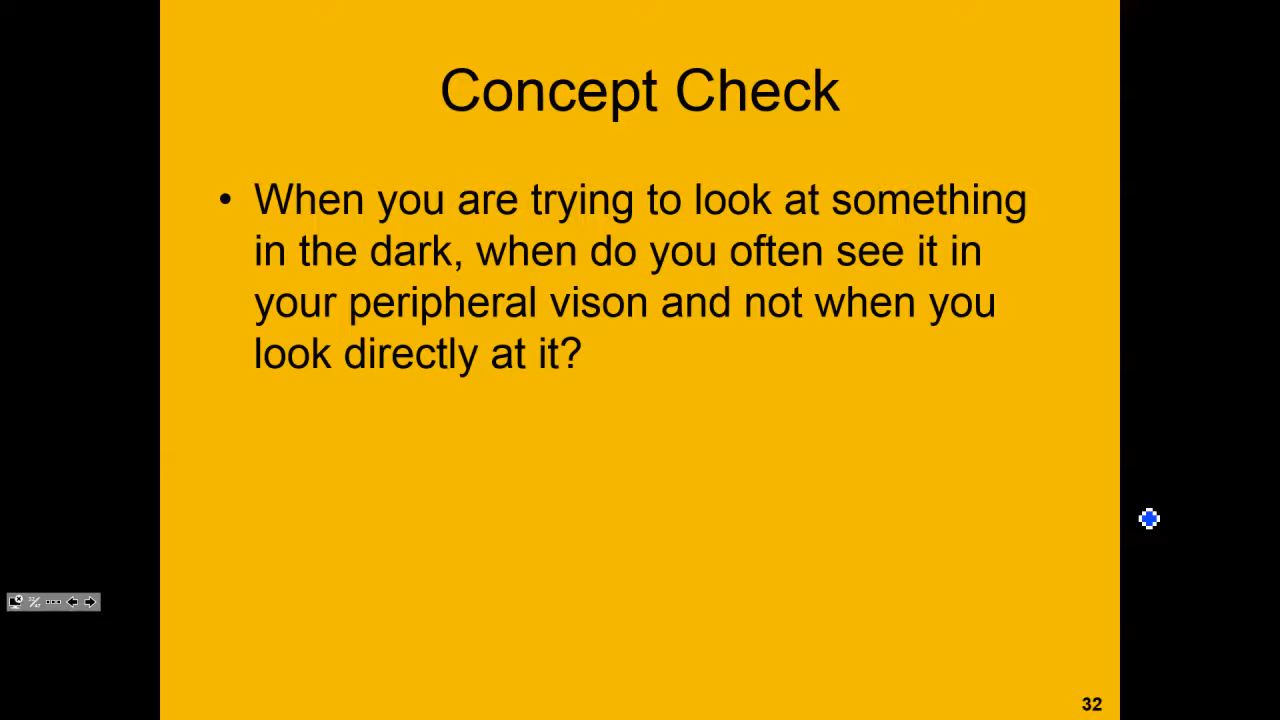 Concept Check
• When you are trying to look at something
in the dark, when do you often see it in
your peripheral vison and not when you
look directly at it?
32